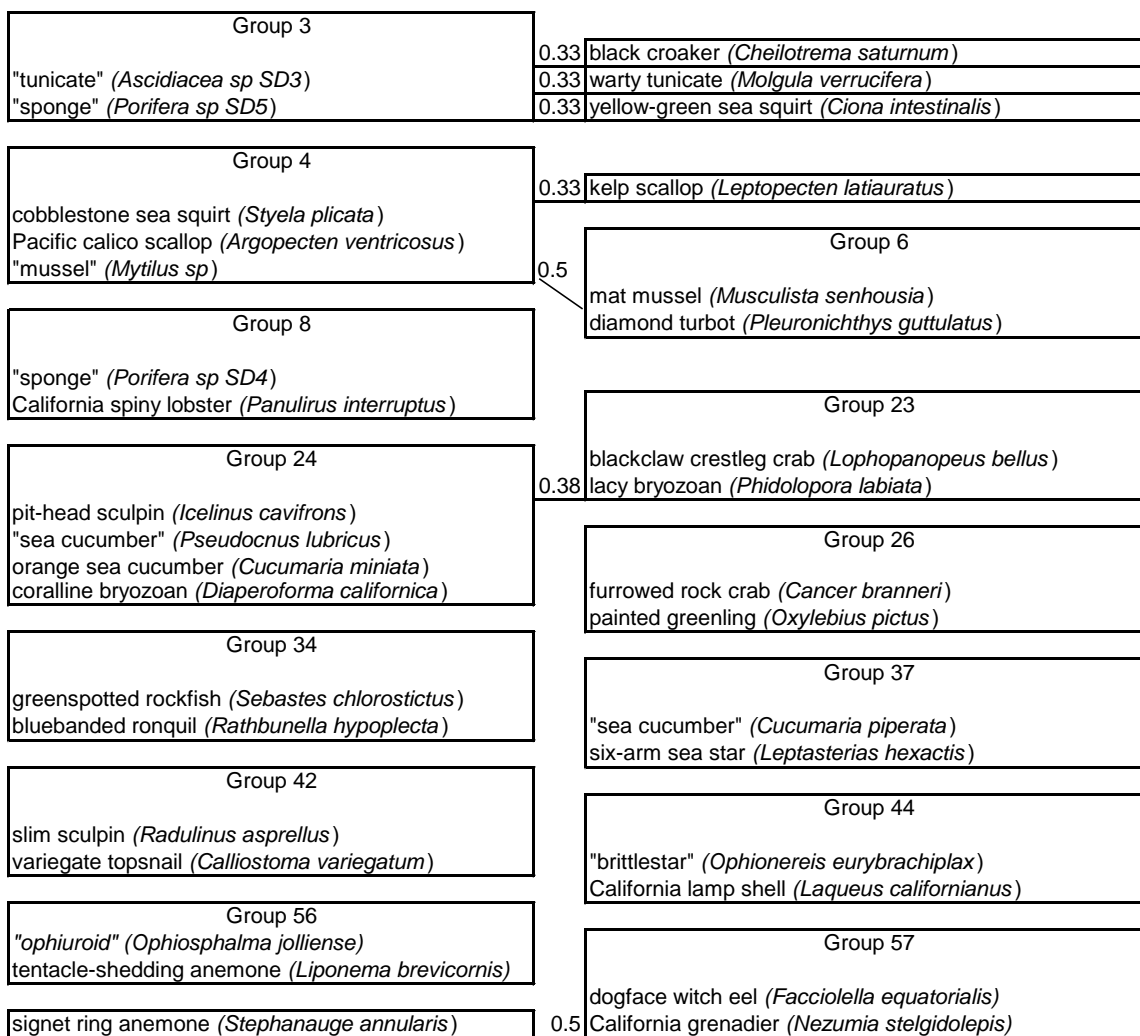 Group 3
"tunicate" (Ascidiacea sp SD3)
"sponge" (Porifera sp SD5)
0.33 black croaker (Cheilotrema saturnum)
0.33 warty tunicate (Molgula verrucifera)
0.33 yellow-green sea squirt (Ciona intestinalis)
Group 4
cobblestone sea squirt (Styela plicata)
Pacific calico scallop (Argopecten ventricosus)
"mussel" (Mytilus sp)
0.33 kelp scallop (Leptopecten latiauratus)
0.5
Group 6
mat mussel (Musculista senhousia)
diamond turbot (Pleuronichthys guttulatus)
Group 8
"sponge" (Porifera sp SD4)
California spiny lobster (Panulirus interruptus)
Group 24
pit-head sculpin (Icelinus cavifrons)
"sea cucumber" (Pseudocnus lubricus)
orange sea cucumber (Cucumaria miniata)
coralline bryozoan (Diaperoforma californica)
0.38
Group 23
blackclaw crestleg crab (Lophopanopeus bellus)
lacy bryozoan (Phidolopora labiata)
Group 26
furrowed rock crab (Cancer branneri)
painted greenling (Oxylebius pictus)
Group 34
greenspotted rockfish (Sebastes chlorostictus)
bluebanded ronquil (Rathbunella hypoplecta)
Group 37
"sea cucumber" (Cucumaria piperata)
six-arm sea star (Leptasterias hexactis)
Group 42
slim sculpin (Radulinus asprellus)
variegate topsnail (Calliostoma variegatum)
Group 44
"brittlestar" (Ophionereis eurybrachiplax)
California lamp shell (Laqueus californianus)
Group 56
"ophiuroid" (Ophiosphalma jolliense)
tentacle-shedding anemone (Liponema brevicornis)
Group 57
dogface witch eel (Facciolella equatorialis)
California grenadier (Nezumia stelgidolepis)
signet ring anemone (Stephanauge annularis)
0.5